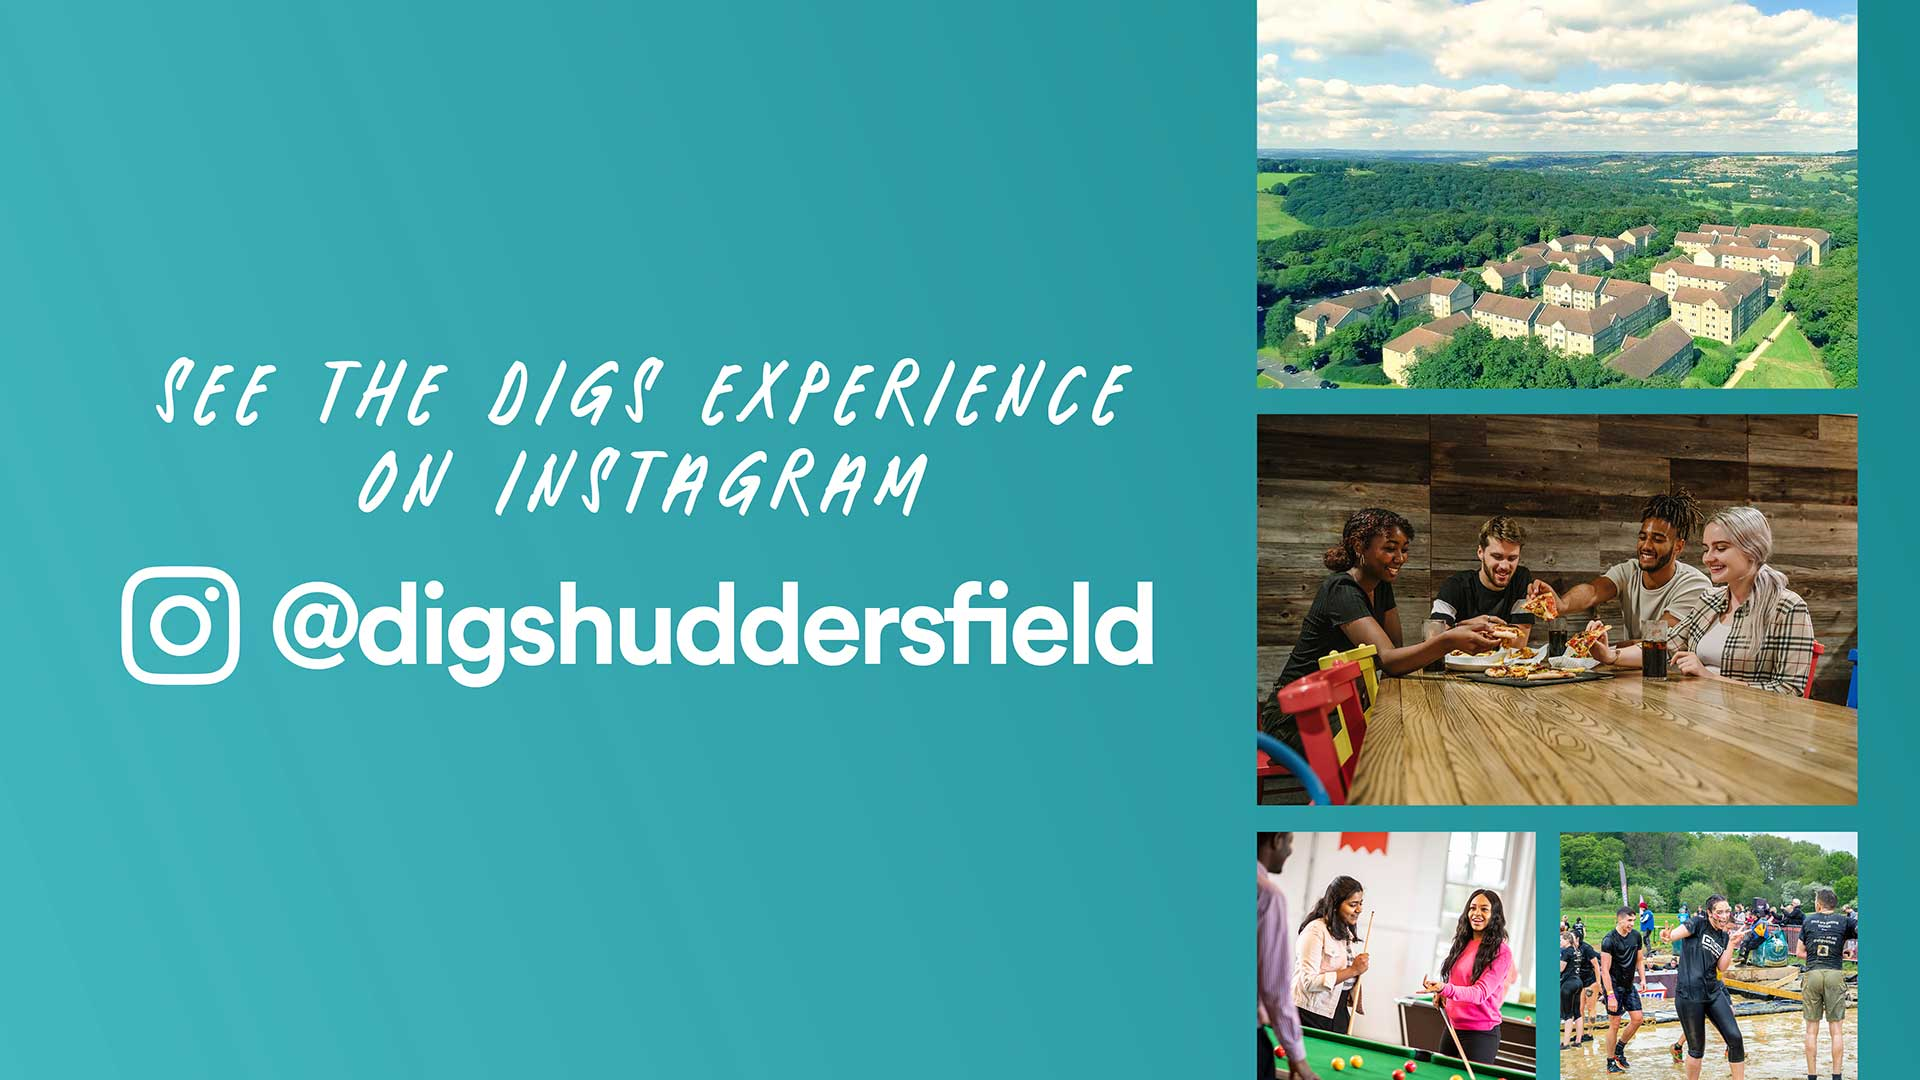 SEE THE DIGS EXPERIENCE
ON INSTAGRAM
@digshuddersfield